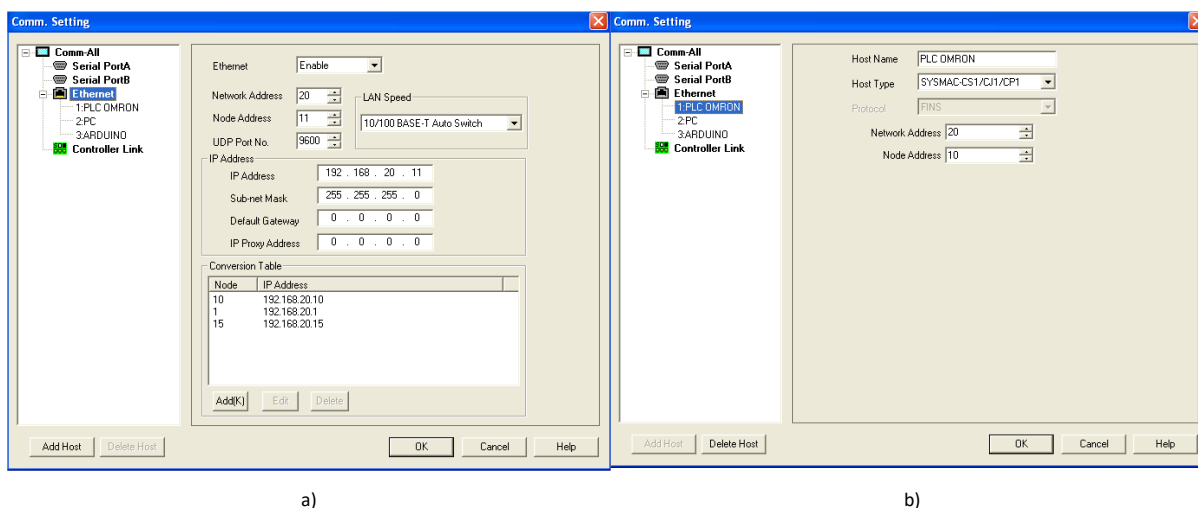 Comm. Setting
Comm-All
Serial PortA
Serial PortB
Ethernet
1:PLC OMRON
2:PC
3:ARDUINO
Controller Link
Ethernet Enable
Network Address 20
Node Address 11
UDP Port No. 9600
LAN Speed
10/100 BASE-T Auto Switch
IP Address
IP Address 192 . 168 . 20 . 11
Sub-net Mask 255 . 255 . 255 . 0
Default Gateway 0 . 0 . 0 . 0
IP Proxy Address 0 . 0 . 0 . 0
Conversion Table
Node IP Address
10 192.168.20.10
1 192.168.20.1
15 192.168.20.15
Add(K) Edit Delete
Add Host Delete Host OK Cancel Help
a)
Comm. Setting
Comm-All
Serial PortA
Serial PortB
Ethernet
1:PLC OMRON
2:PC
3:ARDUINO
Controller Link
Host Name PLC OMRON
Host Type SYSMAC-CS1/CJ1/CP1
Protocol FINS
Network Address 20
Node Address 10
Add Host Delete Host OK Cancel Help
b)